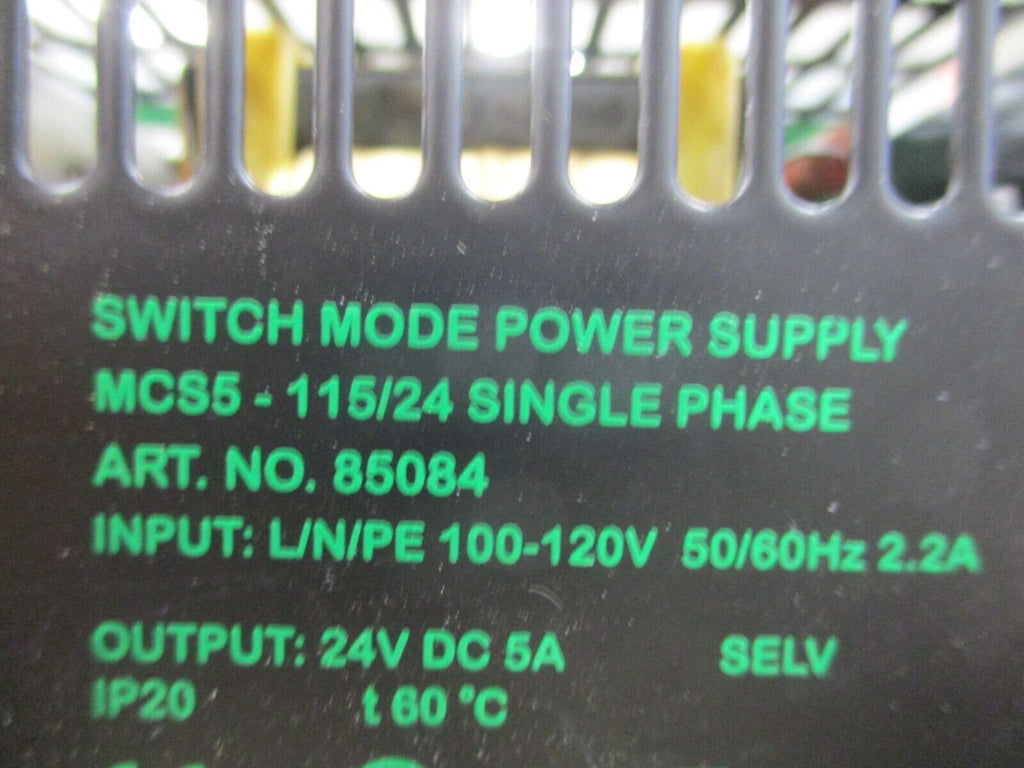 SWITCH MODE POWER SUPPLY
MCS5 - 115/24 SINGLE PHASE
ART. NO. 85084
INPUT: L/N/PE 100-120V 50/60Hz 2.2A
OUTPUT: 24V DC 5A SELV
IP20 t 60 °C